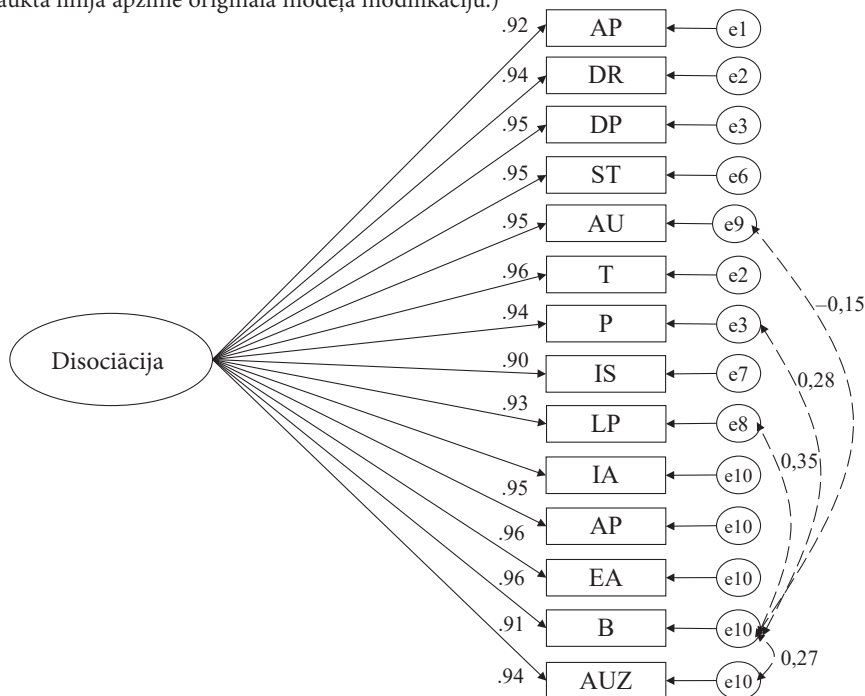 aukta līnija apzīmē oriģinālā modeļa modifikāciju.)
.92 AP e1
.94 DR e2
.95 DP e3
.95 ST e6
.95 AU e9
.96 T e2
–0,15
.94 P e3
Disociācija
.90 IS e7
0,28
.93 LP e8
0,35
.95 IA e10
.96 AP e10
.96 EA e10
.91 B e10
0,27
.94 AUZ e10